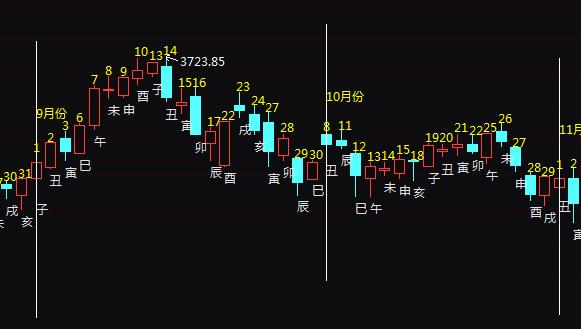 30
31
戌
亥
9月份
1
子
2
丑
3
寅
6
巳
7
午
8
未
9
申
10
酉
13
子
14
3723.85
丑
15
寅
16
卯
17
辰
22
酉
23
戌
24
亥
27
寅
28
卯
29
辰
30
巳
10月份
8
丑
11
辰
12
巳
13
午
14
未
15
申
18
亥
19
子
20
丑
21
寅
22
卯
25
午
26
未
27
申
28
酉
29
戌
11月
1
丑
2
寅